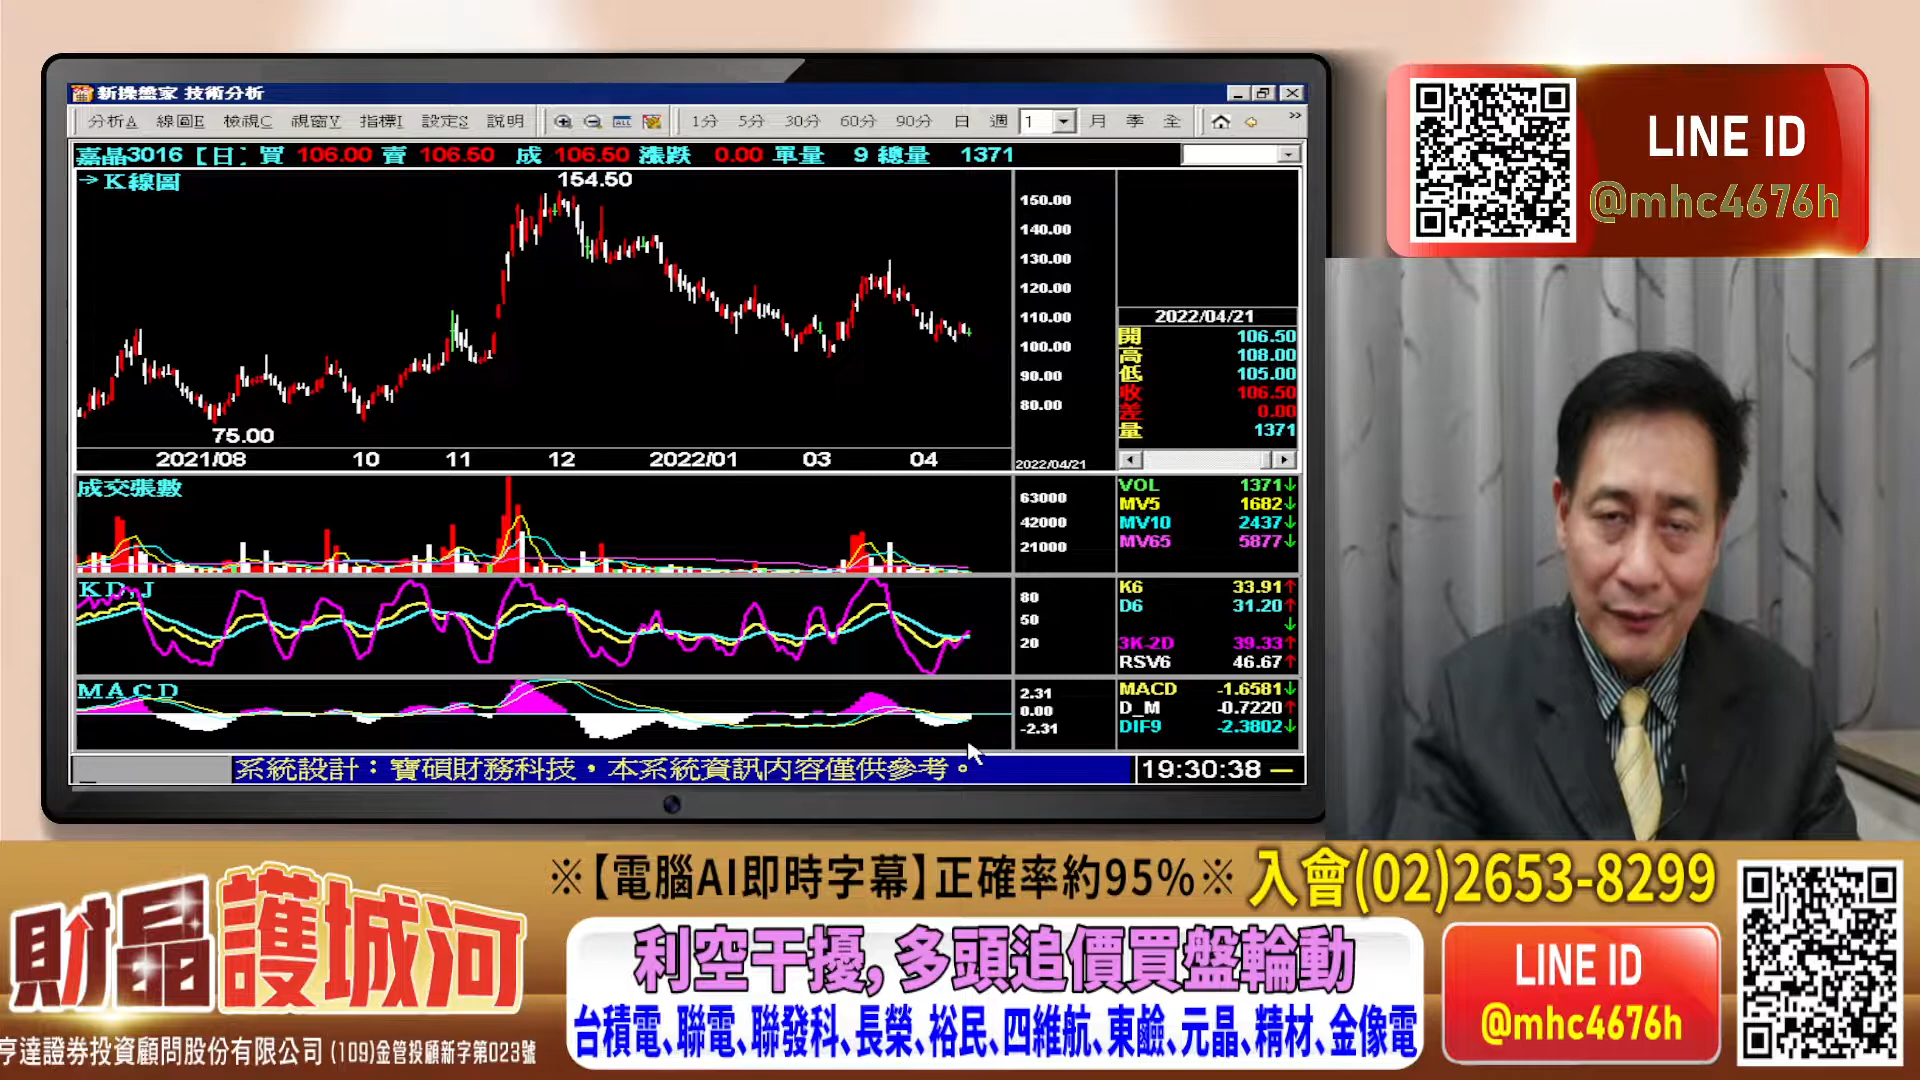 新操盤家 技術分析
分析A 線圖E 檢視C 視窗V 指標I 設定S 說明 ALL 1分 5分 30分 60分 90分 日 週 1 月 季 全
嘉晶3016【日】買 106.00 賣 106.50 成 106.50 漲跌 0.00 單量 9 總量 1371
→K線圖
154.50
75.00
150.00
140.00
130.00
120.00
110.00
100.00
90.00
80.00
2021/08 10 11 12 2022/01 03 04
2022/04/21
2022/04/21
開 106.50
高 108.00
低 105.00
收 106.50
差 0.00
量 1371
成交張數
63000
42000
21000
VOL 1371↓
MV5 1682↓
MV10 2437↓
MV65 5877↓
KD,J
80
50
20
K6 33.91↑
D6 31.20↑
↓
3K-2D 39.33↑
RSV6 46.67↑
MACD
2.31
0.00
-2.31
MACD -1.6581↓
D_M -0.7220↑
DIF9 -2.3802↓
系統設計：寶碩財務科技，本系統資訊內容僅供參考。
19:30:38
LINE ID
@mhc4676h
財晶護城河
亨達證券投資顧問股份有限公司 (109)金管投顧新字第023號
※【電腦AI即時字幕】正確率約95%※
入會(02)2653-8299
利空干擾,多頭追價買盤輪動
台積電、聯電、聯發科、長榮、裕民、四維航、東鹼、元晶、精材、金像電
LINE ID
@mhc4676h